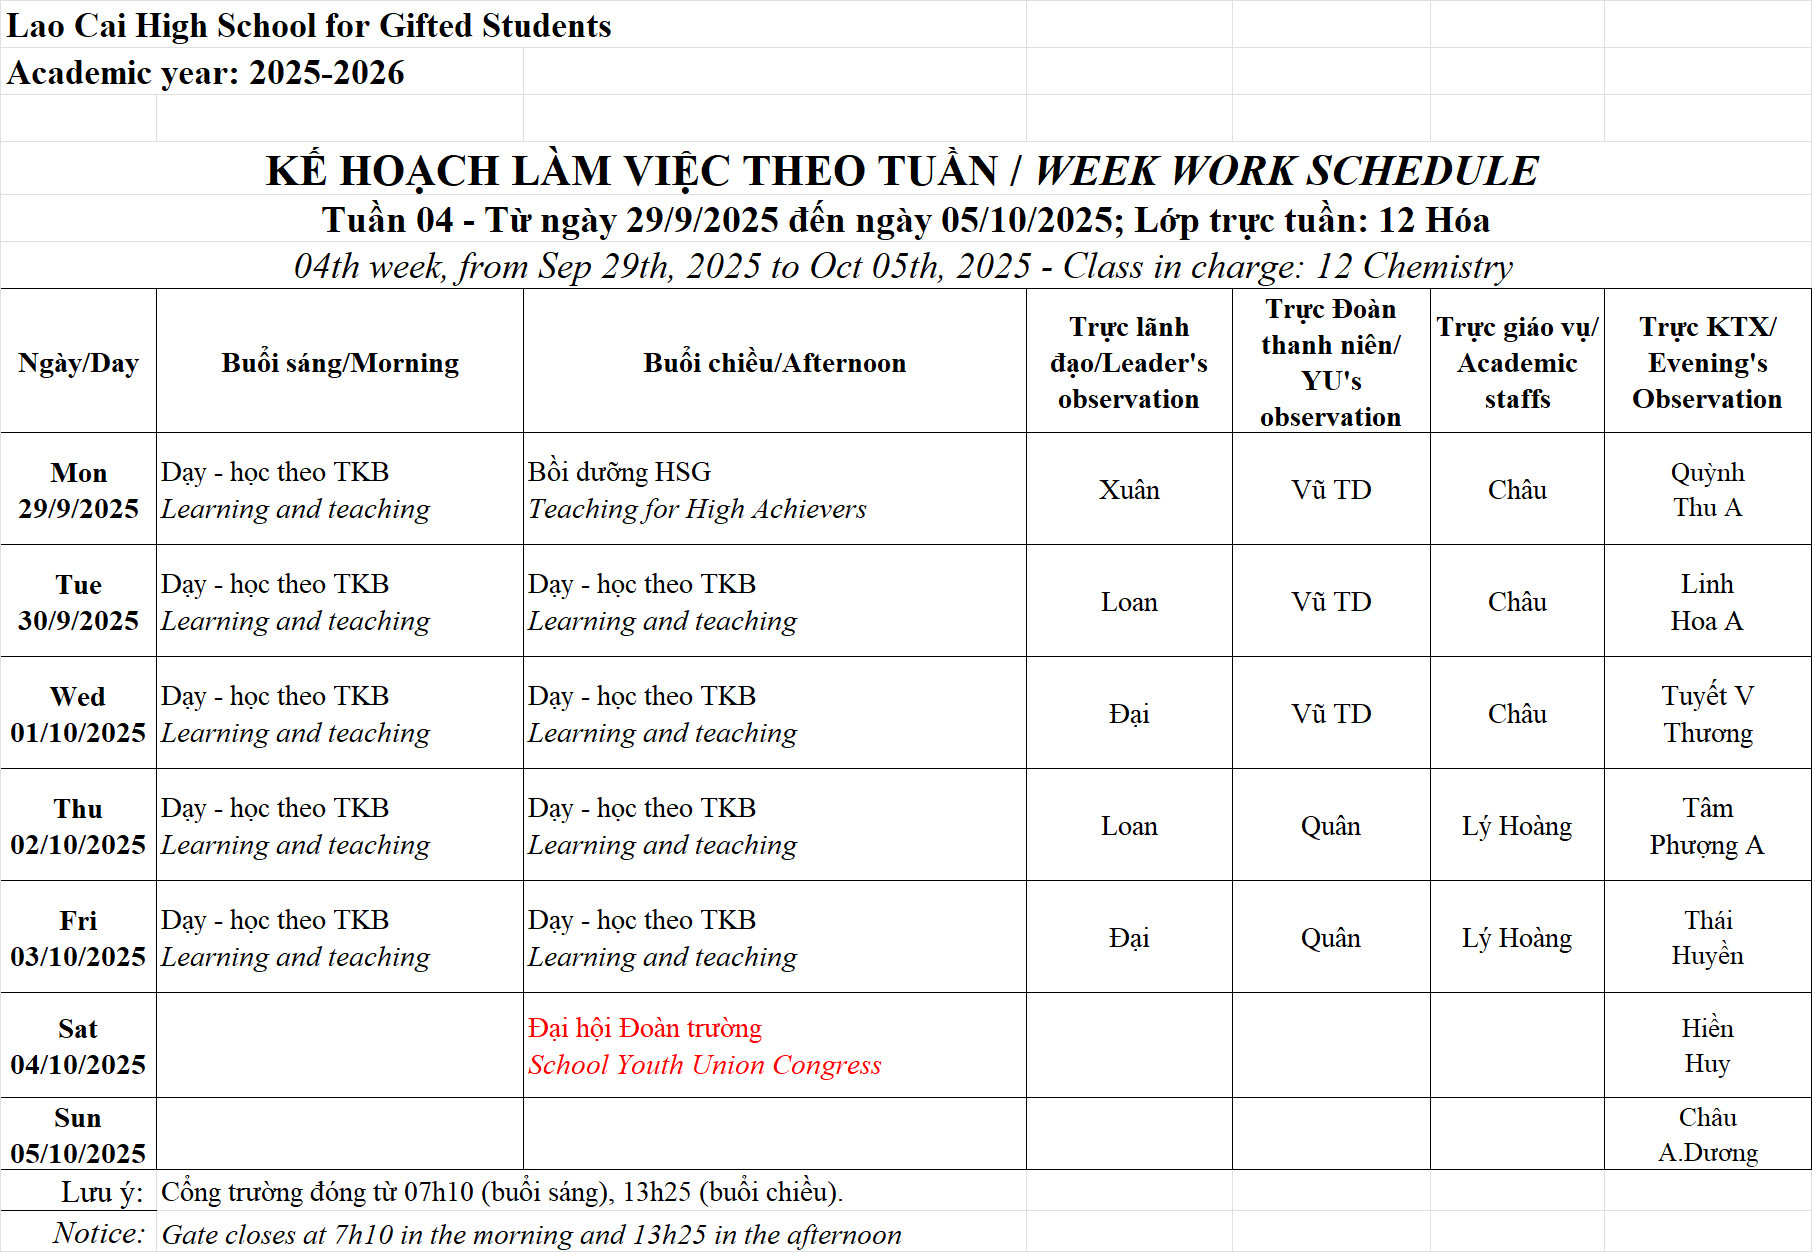 Lao Cai High School for Gifted Students
Academic year: 2025-2026
KẾ HOẠCH LÀM VIỆC THEO TUẦN / WEEK WORK SCHEDULE
Tuần 04 - Từ ngày 29/9/2025 đến ngày 05/10/2025; Lớp trực tuần: 12 Hóa
04th week, from Sep 29th, 2025 to Oct 05th, 2025 - Class in charge: 12 Chemistry
Ngày/Day
Buổi sáng/Morning
Buổi chiều/Afternoon
Trực lãnh
đạo/Leader's
observation
Trực Đoàn
thanh niên/
YU's
observation
Trực giáo vụ/
Academic
staffs
Trực KTX/
Evening's
Observation
Mon
29/9/2025
Dạy - học theo TKB
Learning and teaching
Bồi dưỡng HSG
Teaching for High Achievers
Xuân
Vũ TD
Châu
Quỳnh
Thu A
Tue
30/9/2025
Dạy - học theo TKB
Learning and teaching
Dạy - học theo TKB
Learning and teaching
Loan
Vũ TD
Châu
Linh
Hoa A
Wed
01/10/2025
Dạy - học theo TKB
Learning and teaching
Dạy - học theo TKB
Learning and teaching
Đại
Vũ TD
Châu
Tuyết V
Thương
Thu
02/10/2025
Dạy - học theo TKB
Learning and teaching
Dạy - học theo TKB
Learning and teaching
Loan
Quân
Lý Hoàng
Tâm
Phượng A
Fri
03/10/2025
Dạy - học theo TKB
Learning and teaching
Dạy - học theo TKB
Learning and teaching
Đại
Quân
Lý Hoàng
Thái
Huyền
Sat
04/10/2025
Đại hội Đoàn trường
School Youth Union Congress
Hiền
Huy
Sun
05/10/2025
Châu
A.Dương
Lưu ý: Cổng trường đóng từ 07h10 (buổi sáng), 13h25 (buổi chiều).
Notice: Gate closes at 7h10 in the morning and 13h25 in the afternoon